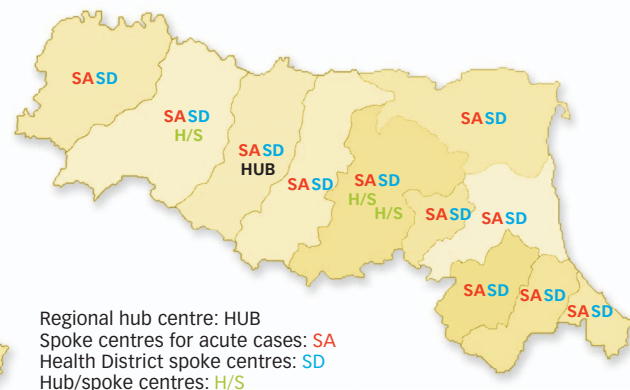 SASD
SASD
H/S
SASD
HUB
SASD
SASD
H/S
H/S
SASD
SASD
SASD
SASD
SASD
SASD
Regional hub centre: HUB
Spoke centres for acute cases: SA
Health District spoke centres: SD
Hub/spoke centres: H/S